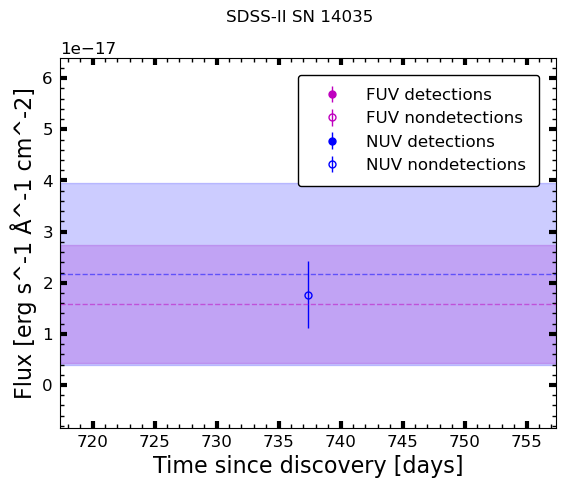 SDSS-II SN 14035
1e−17
Flux [erg s^-1 Å^-1 cm^-2]
6
5
4
3
2
1
0
FUV detections
FUV nondetections
NUV detections
NUV nondetections
720 725 730 735 740 745 750 755
Time since discovery [days]